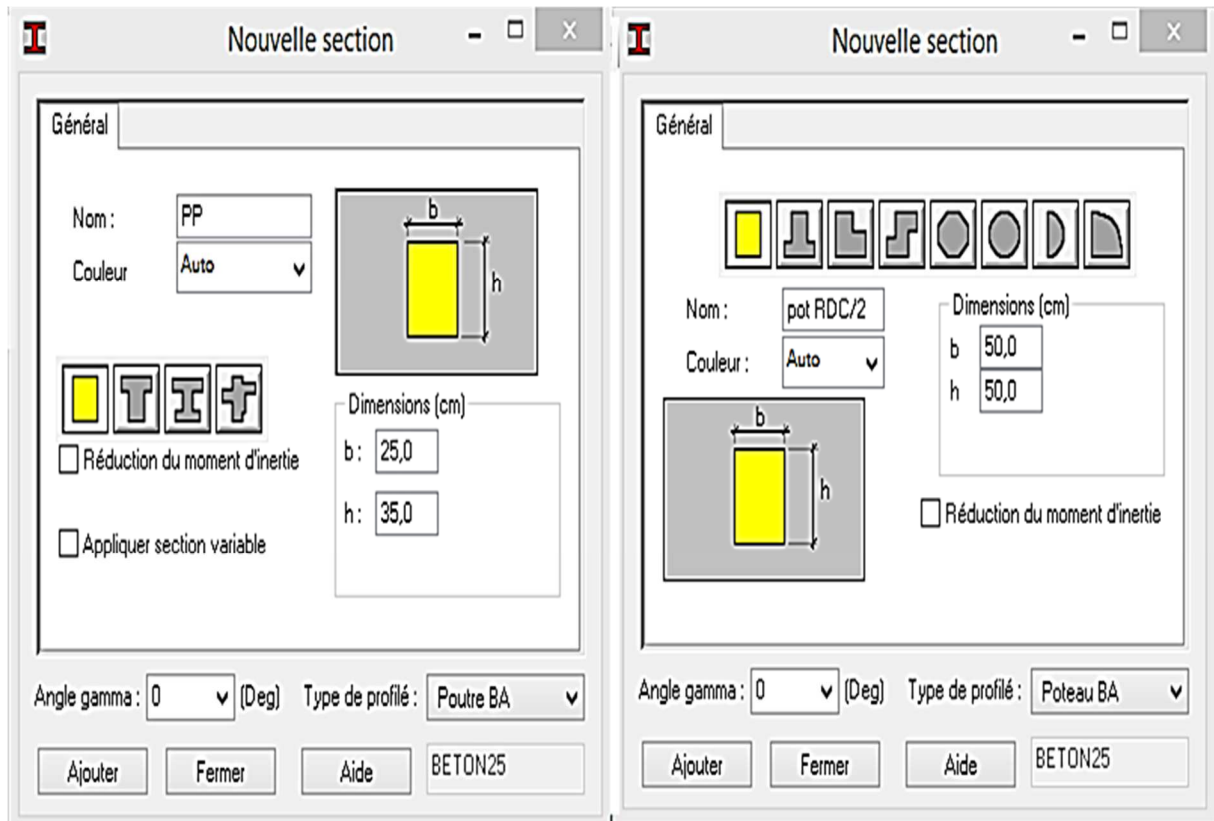 Nouvelle section
Général
Nom :
PP
Couleur
Auto
b
h
Réduction du moment d'inertie
Appliquer section variable
Dimensions (cm)
b :
25,0
h :
35,0
Angle gamma :
0
(Deg)
Type de profilé :
Poutre BA
Ajouter
Fermer
Aide
BETON25
Nouvelle section
Général
Nom :
pot RDC/2
Couleur :
Auto
Dimensions (cm)
b
50,0
h
50,0
b
h
Réduction du moment d'inertie
Angle gamma :
0
(Deg)
Type de profilé :
Poteau BA
Ajouter
Fermer
Aide
BETON25